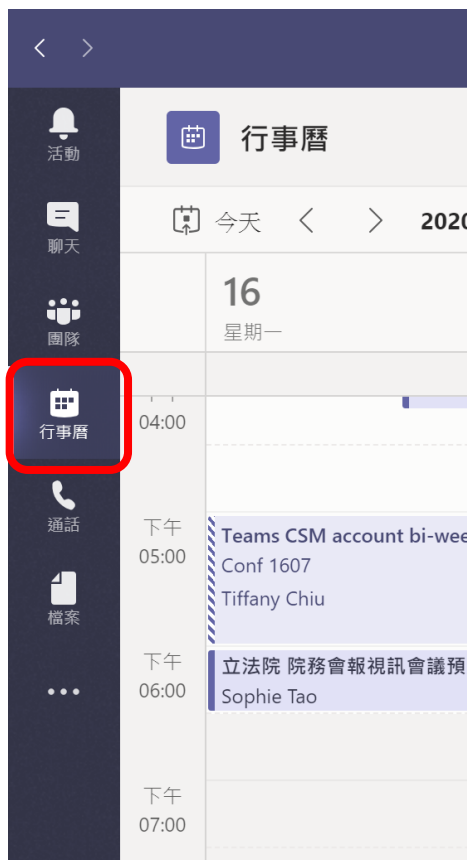 活動
聊天
團隊
行事曆
通話
檔案
行事曆
今天
2020
16
星期一
04:00
下午
05:00
Teams CSM account bi-wee
Conf 1607
Tiffany Chiu
下午
06:00
立法院 院務會報視訊會議預
Sophie Tao
下午
07:00